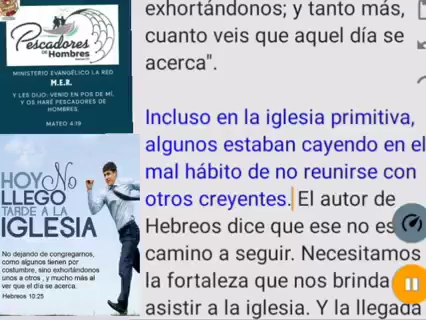 Pescadores
de Hombres
MINISTERIO EVANGÉLICO LA RED
M.E.R.
Y LES DIJO: VENID EN POS DE MÍ,
Y OS HARÉ PESCADORES DE
HOMBRES.
MATEO 4:19
HOY No
LLEGO
TARDE A LA
IGLESIA
No dejando de congregarnos,
como algunos tienen por
costumbre, sino exhortándonos
unos a otros , y mucho más al
ver que el día se acerca.
Hebreos 10:25
exhortándonos; y tanto más,
cuanto veis que aquel día se
acerca".
Incluso en la iglesia primitiva,
algunos estaban cayendo en el
mal hábito de no reunirse con
otros creyentes. El autor de
Hebreos dice que ese no es
camino a seguir. Necesitamos
la fortaleza que nos brinda
asistir a la iglesia. Y la llegada